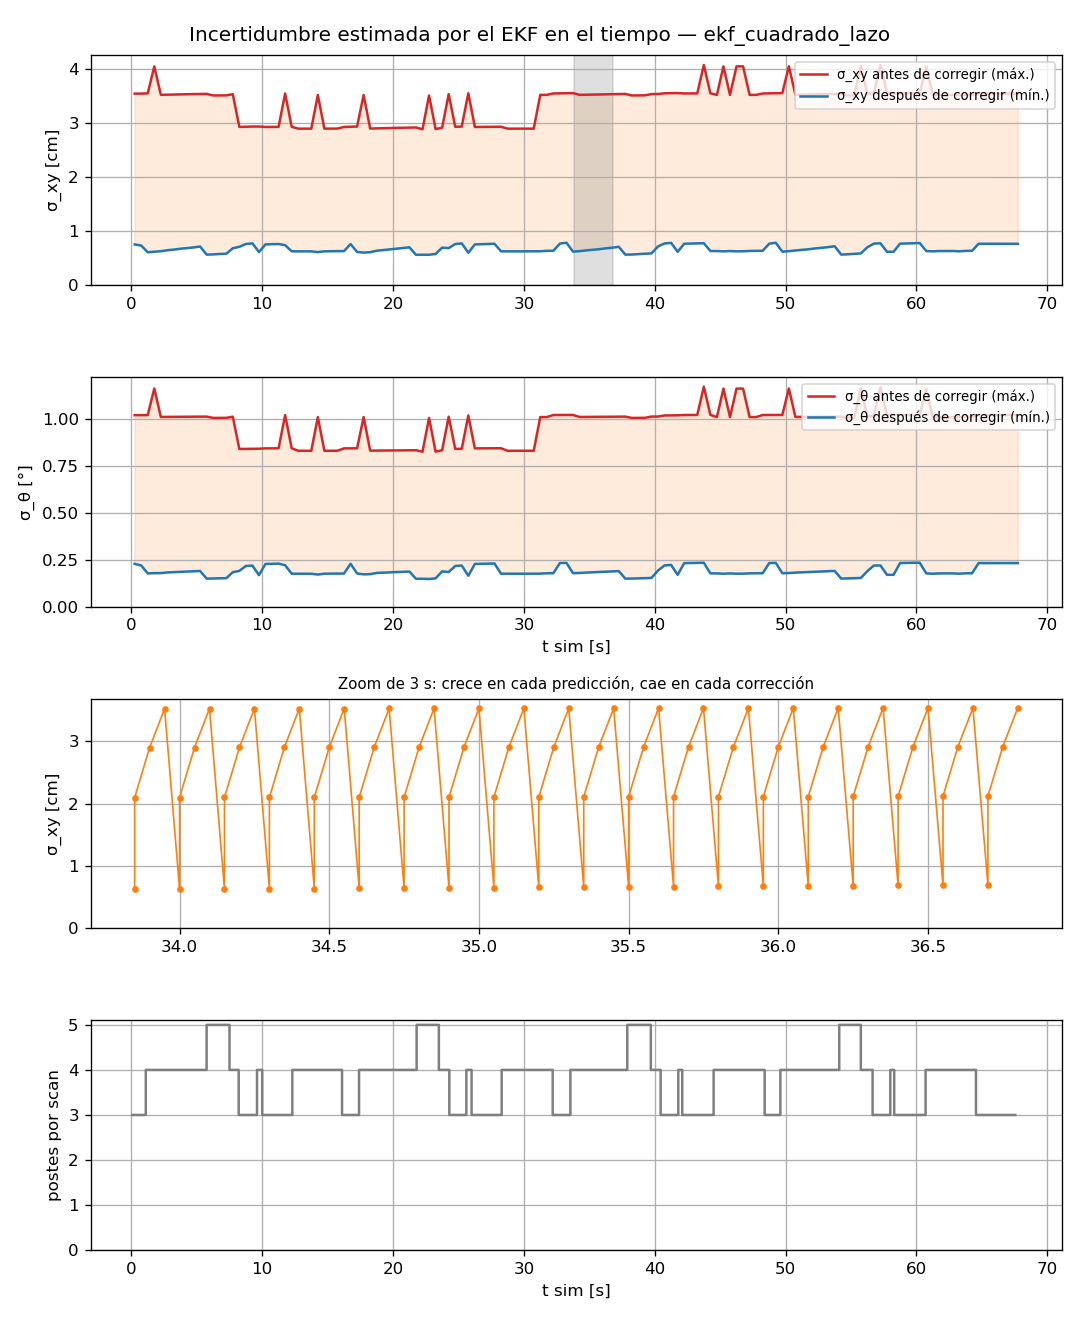 Incertidumbre estimada por el EKF en el tiempo — ekf_cuadrado_lazo
σ_xy antes de corregir (máx.)
σ_xy después de corregir (mín.)
σ_xy [cm]
4
3
2
1
0
0 10 20 30 40 50 60 70
σ_θ antes de corregir (máx.)
σ_θ después de corregir (mín.)
σ_θ [°]
1.00
0.75
0.50
0.25
0.00
0 10 20 30 40 50 60 70
t sim [s]
Zoom de 3 s: crece en cada predicción, cae en cada corrección
σ_xy [cm]
3
2
1
0
34.0 34.5 35.0 35.5 36.0 36.5
postes por scan
5
4
3
2
1
0
0 10 20 30 40 50 60 70
t sim [s]